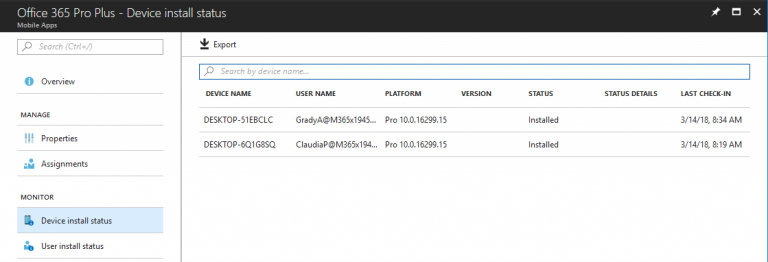 Office 365 Pro Plus - Device install status
Mobile Apps
Search (Ctrl+/)
Overview
MANAGE
Properties
Assignments
MONITOR
Device install status
User install status
Export
Search by device name...
DEVICE NAME USER NAME PLATFORM VERSION STATUS STATUS DETAILS LAST CHECK-IN
DESKTOP-51EBCLC GradyA@M365x1945... Pro 10.0.16299.15 Installed 3/14/18, 8:34 AM
DESKTOP-6Q1G8SQ ClaudiaP@M365x194... Pro 10.0.16299.15 Installed 3/14/18, 8:19 AM